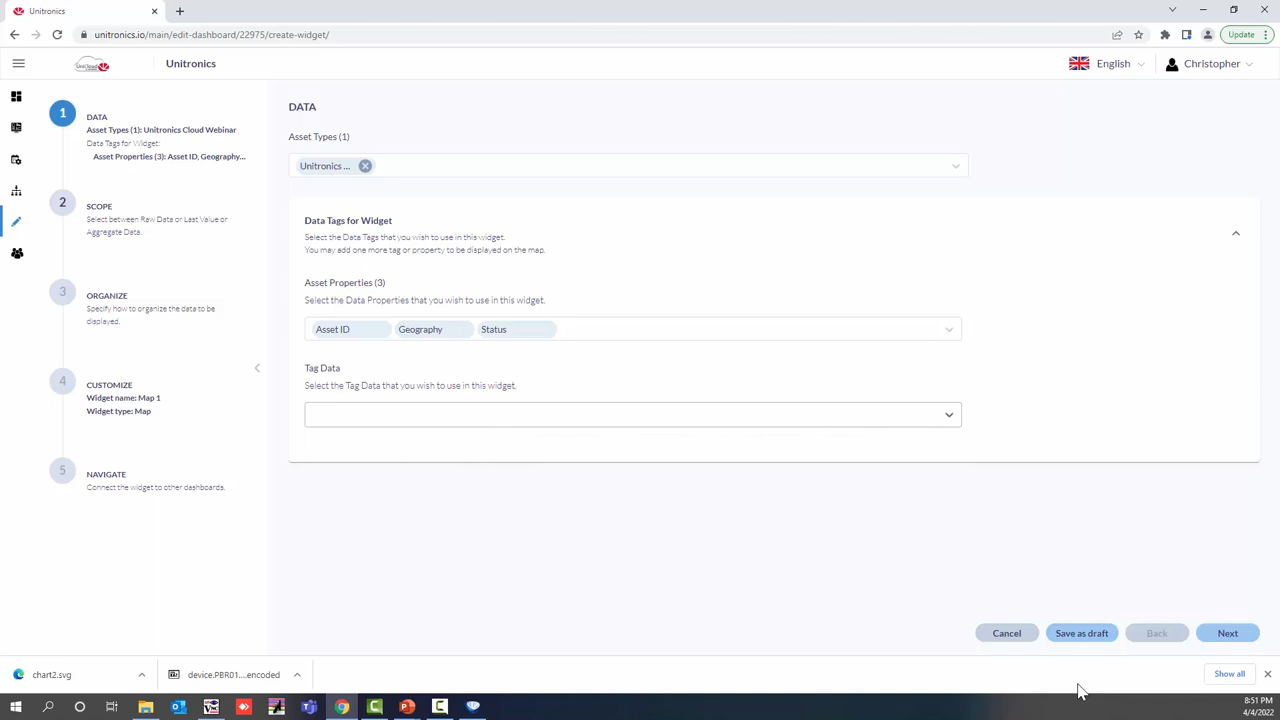 Unitronics
unitronics.io/main/edit-dashboard/22975/create-widget/
Update
Unitronics
English
Christopher
1
DATA
Asset Types (1): Unitronics Cloud Webinar
Data Tags for Widget:
Asset Properties (3): Asset ID, Geography...
2
SCOPE
Select between Raw Data or Last Value or
Aggregate Data.
3
ORGANIZE
Specify how to organize the data to be
displayed.
4
CUSTOMIZE
Widget name: Map 1
Widget type: Map
5
NAVIGATE
Connect the widget to other dashboards.
DATA
Asset Types (1)
Unitronics ...
Data Tags for Widget
Select the Data Tags that you wish to use in this widget.
You may add one more tag or property to be displayed on the map.
Asset Properties (3)
Select the Data Properties that you wish to use in this widget.
Asset ID Geography Status
Tag Data
Select the Tag Data that you wish to use in this widget.
Cancel Save as draft Back Next
chart2.svg
device.PBR01....encoded
Show all
8:51 PM
4/4/2022